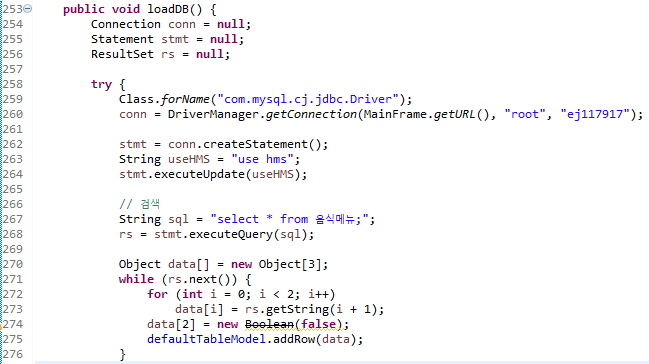 253 public void loadDB() {
254 Connection conn = null;
255 Statement stmt = null;
256 ResultSet rs = null;
257
258 try {
259 Class.forName("com.mysql.cj.jdbc.Driver");
260 conn = DriverManager.getConnection(MainFrame.getURL(), "root", "ej117917");
261
262 stmt = conn.createStatement();
263 String useHMS = "use hms";
264 stmt.executeUpdate(useHMS);
265
266 // 검색
267 String sql = "select * from 음식메뉴;";
268 rs = stmt.executeQuery(sql);
269
270 Object data[] = new Object[3];
271 while (rs.next()) {
272 for (int i = 0; i < 2; i++)
273 data[i] = rs.getString(i + 1);
274 data[2] = new Boolean(false);
275 defaultTableModel.addRow(data);
276 }